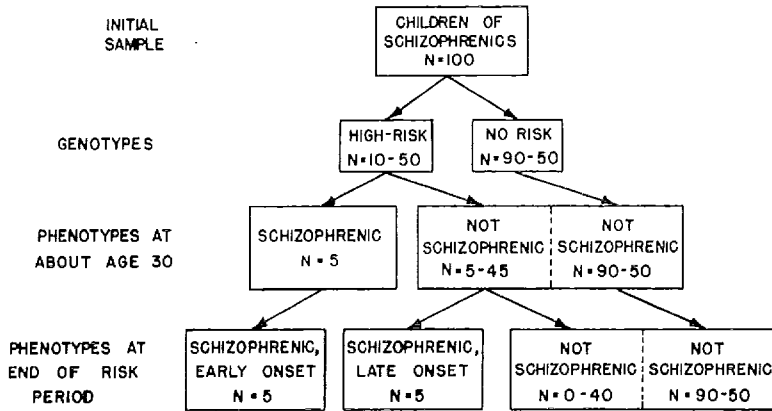 INITIAL
SAMPLE
CHILDREN OF
SCHIZOPHRENICS
N=100
GENOTYPES
HIGH-RISK
N=10-50
NO RISK
N=90-50
PHENOTYPES AT
ABOUT AGE 30
SCHIZOPHRENIC
N=5
NOT
SCHIZOPHRENIC
N=5-45
NOT
SCHIZOPHRENIC
N=90-50
PHENOTYPES AT
END OF RISK
PERIOD
SCHIZOPHRENIC,
EARLY ONSET
N=5
SCHIZOPHRENIC,
LATE ONSET
N=5
NOT
SCHIZOPHRENIC
N=0-40
NOT
SCHIZOPHRENIC
N=90-50